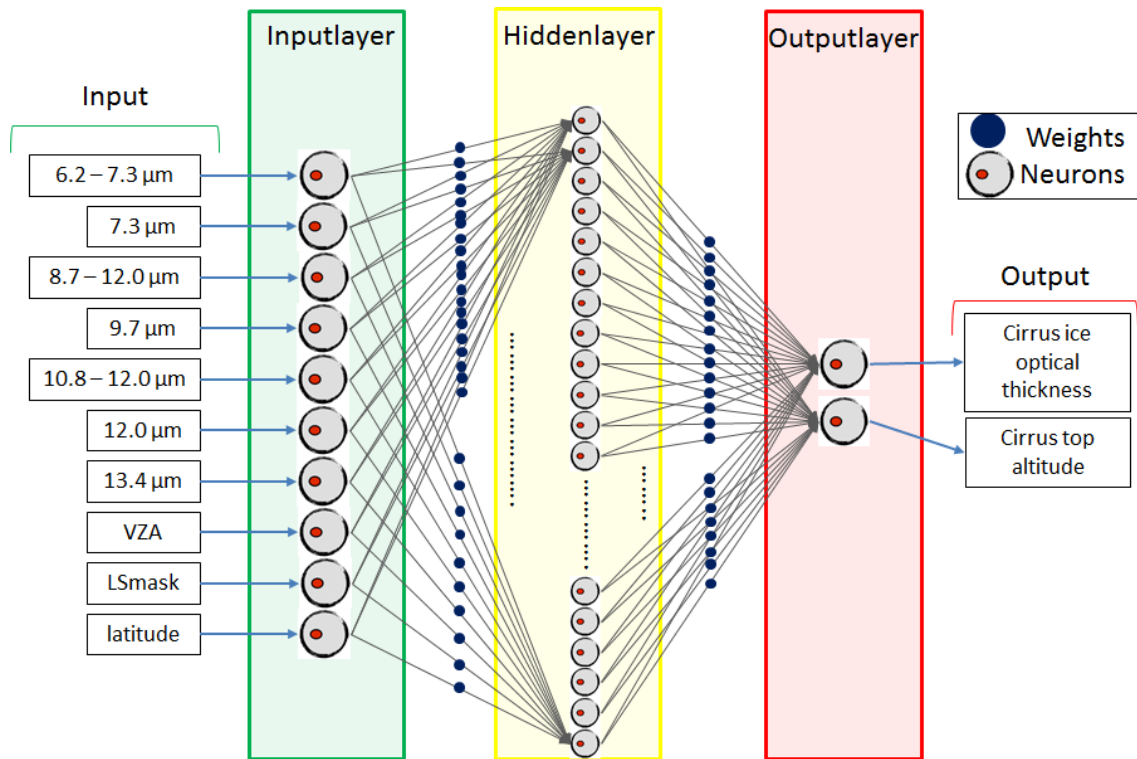 Inputlayer
Hiddenlayer
Outputlayer
Input
6.2 – 7.3 µm
7.3 µm
8.7 – 12.0 µm
9.7 µm
10.8 – 12.0 µm
12.0 µm
13.4 µm
VZA
LSmask
latitude
Weights
Neurons
Output
Cirrus ice
optical
thickness
Cirrus top
altitude